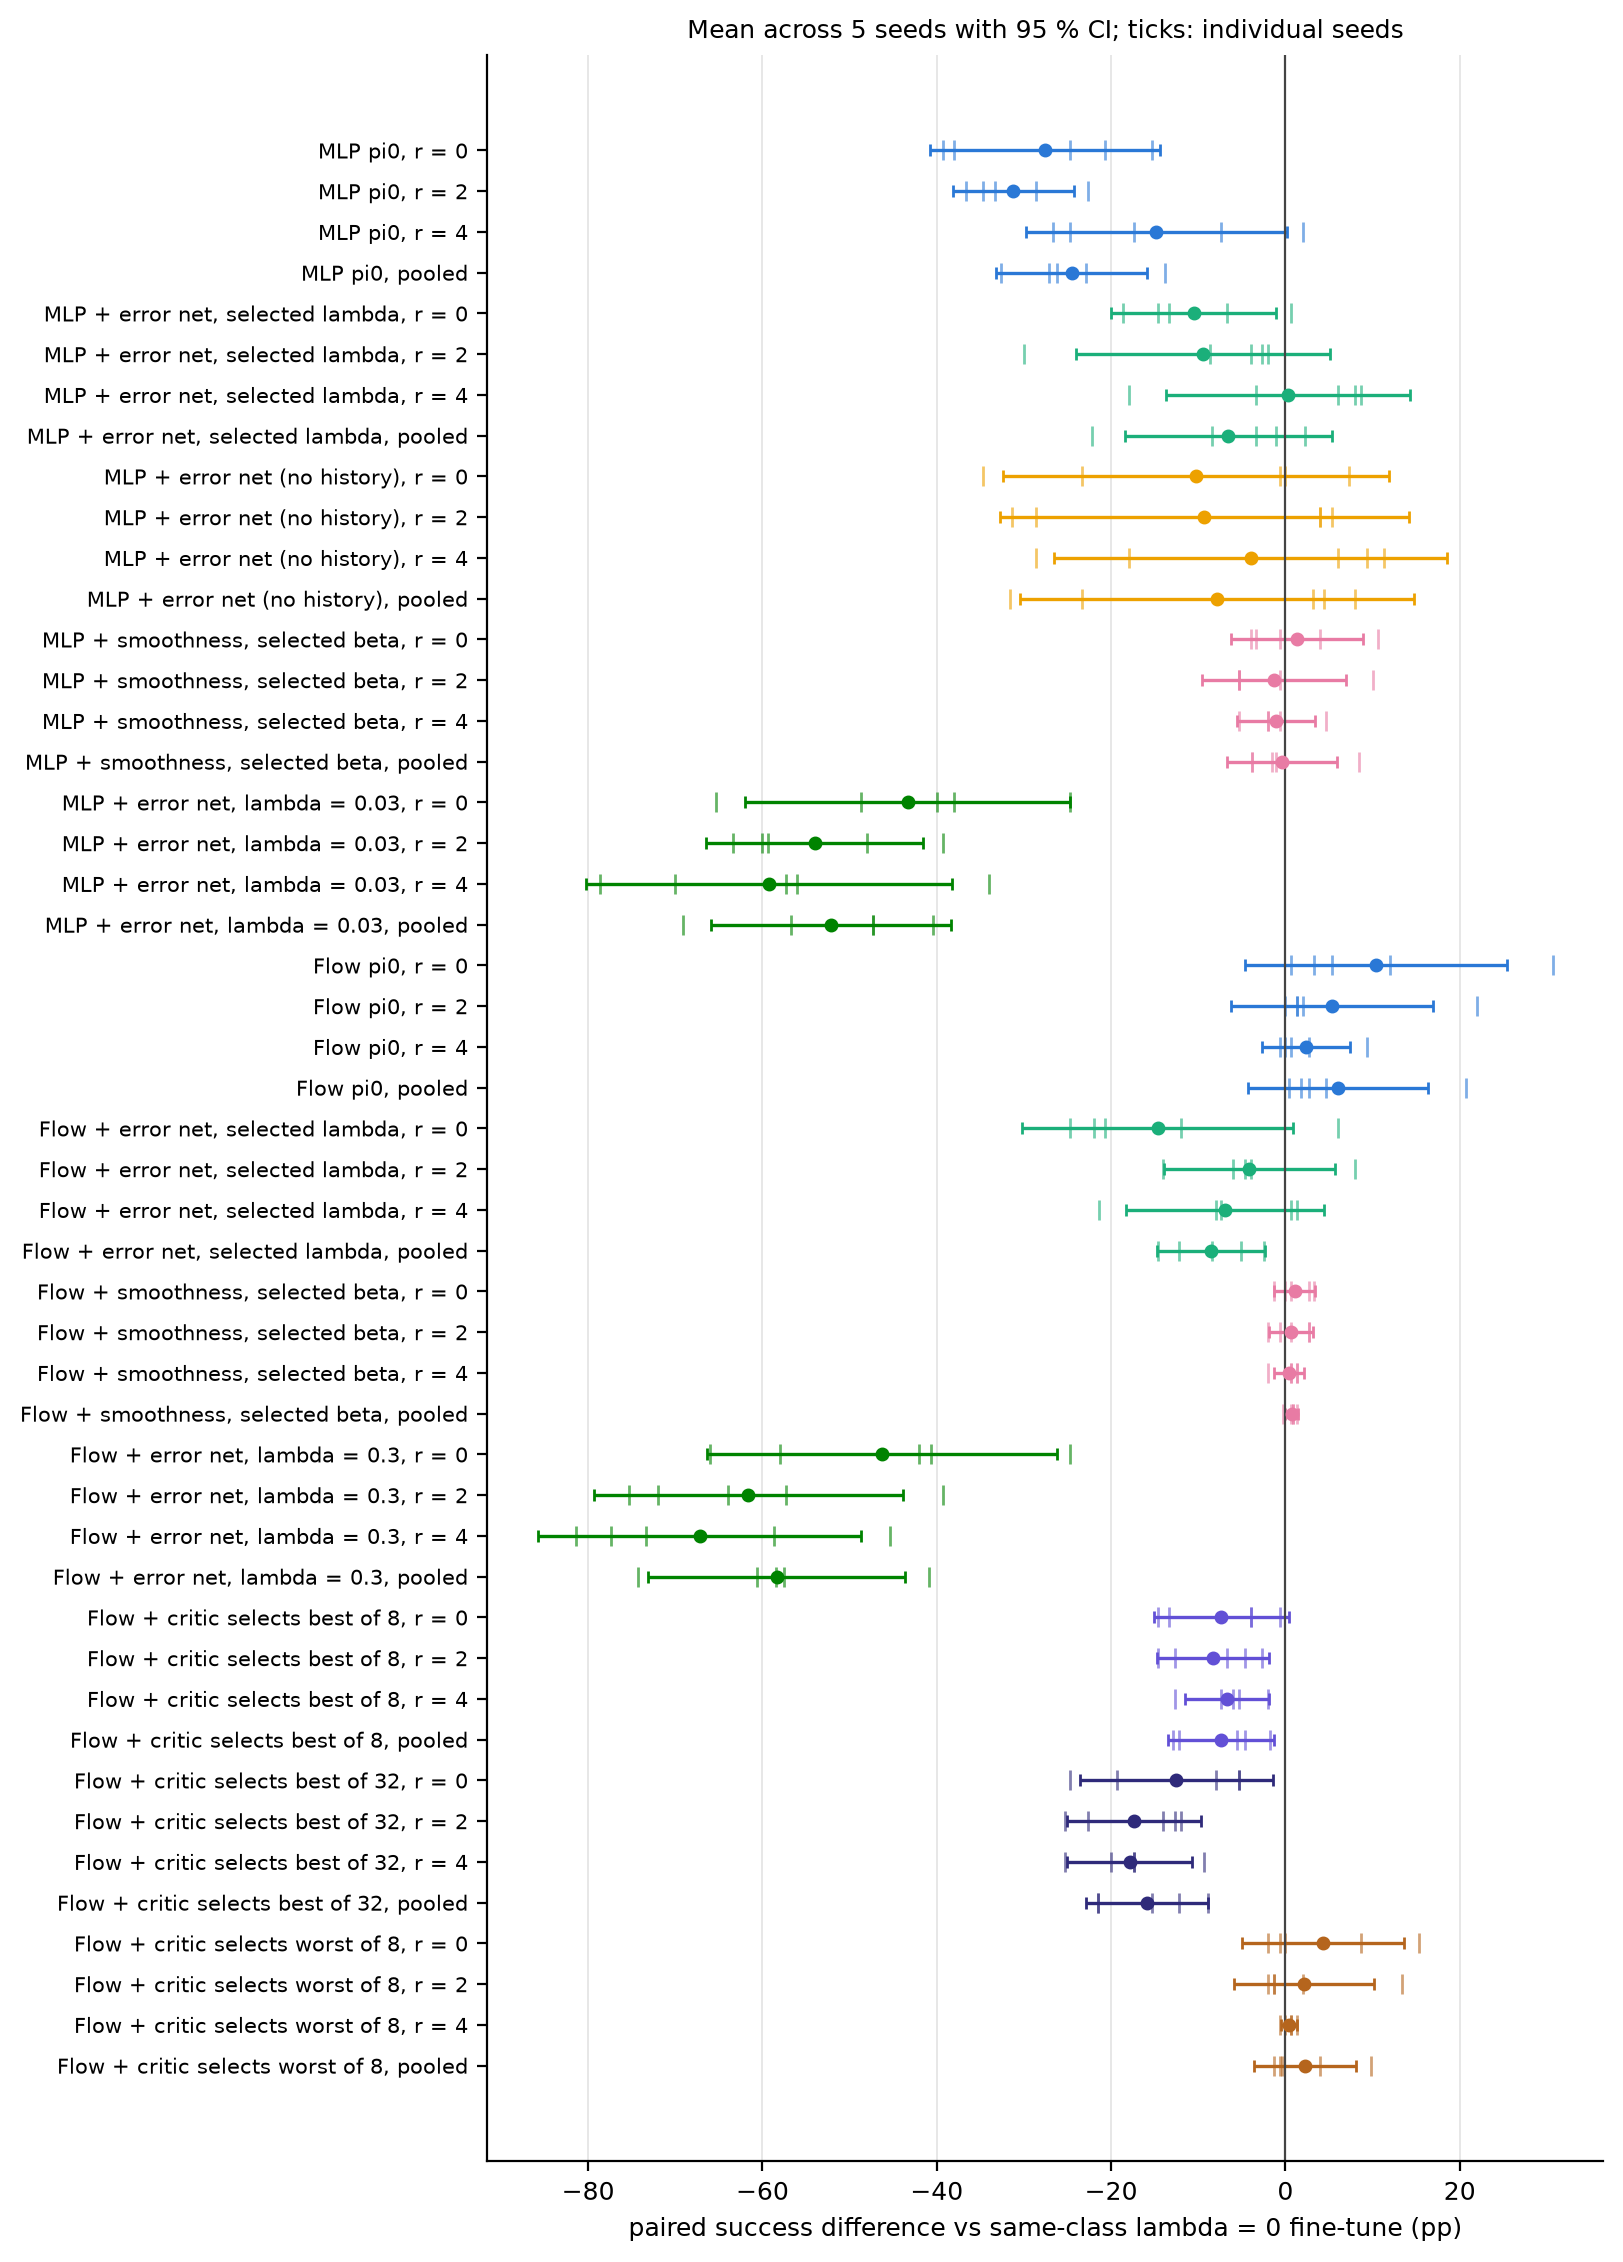 Mean across 5 seeds with 95 % CI; ticks: individual seeds
MLP pi0, r = 0
MLP pi0, r = 2
MLP pi0, r = 4
MLP pi0, pooled
MLP + error net, selected lambda, r = 0
MLP + error net, selected lambda, r = 2
MLP + error net, selected lambda, r = 4
MLP + error net, selected lambda, pooled
MLP + error net (no history), r = 0
MLP + error net (no history), r = 2
MLP + error net (no history), r = 4
MLP + error net (no history), pooled
MLP + smoothness, selected beta, r = 0
MLP + smoothness, selected beta, r = 2
MLP + smoothness, selected beta, r = 4
MLP + smoothness, selected beta, pooled
MLP + error net, lambda = 0.03, r = 0
MLP + error net, lambda = 0.03, r = 2
MLP + error net, lambda = 0.03, r = 4
MLP + error net, lambda = 0.03, pooled
Flow pi0, r = 0
Flow pi0, r = 2
Flow pi0, r = 4
Flow pi0, pooled
Flow + error net, selected lambda, r = 0
Flow + error net, selected lambda, r = 2
Flow + error net, selected lambda, r = 4
Flow + error net, selected lambda, pooled
Flow + smoothness, selected beta, r = 0
Flow + smoothness, selected beta, r = 2
Flow + smoothness, selected beta, r = 4
Flow + smoothness, selected beta, pooled
Flow + error net, lambda = 0.3, r = 0
Flow + error net, lambda = 0.3, r = 2
Flow + error net, lambda = 0.3, r = 4
Flow + error net, lambda = 0.3, pooled
Flow + critic selects best of 8, r = 0
Flow + critic selects best of 8, r = 2
Flow + critic selects best of 8, r = 4
Flow + critic selects best of 8, pooled
Flow + critic selects best of 32, r = 0
Flow + critic selects best of 32, r = 2
Flow + critic selects best of 32, r = 4
Flow + critic selects best of 32, pooled
Flow + critic selects worst of 8, r = 0
Flow + critic selects worst of 8, r = 2
Flow + critic selects worst of 8, r = 4
Flow + critic selects worst of 8, pooled
−80 −60 −40 −20 0 20
paired success difference vs same-class lambda = 0 fine-tune (pp)